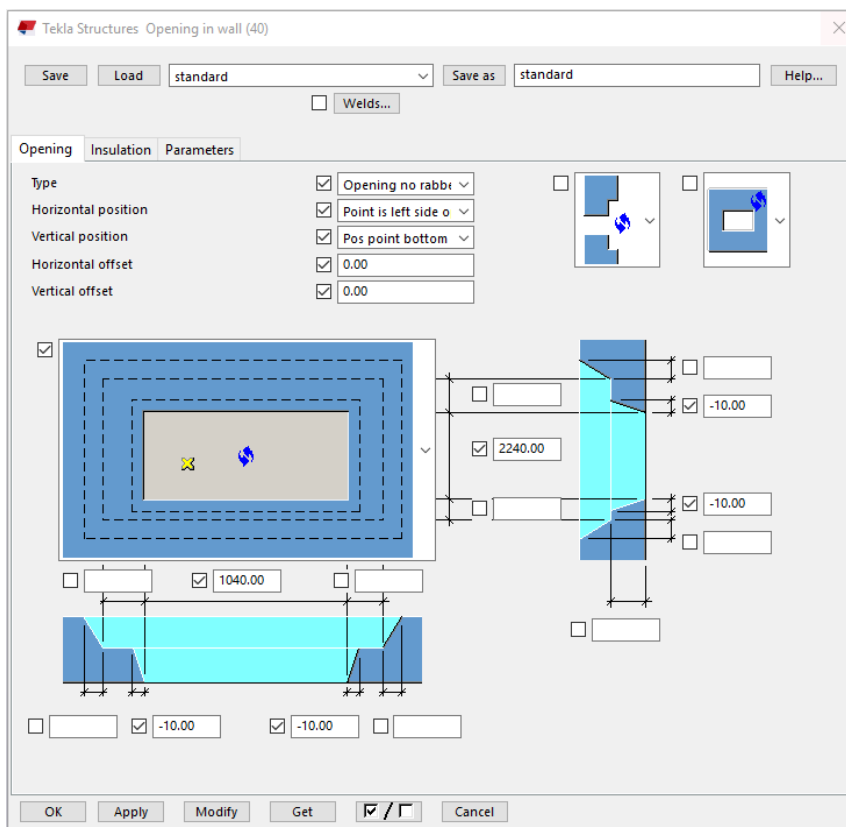 Tekla Structures Opening in wall (40)
Save Load standard Save as standard Help...
Welds...
Opening Insulation Parameters
Type Opening no rabbe
Horizontal position Point is left side o
Vertical position Pos point bottom
Horizontal offset 0.00
Vertical offset 0.00
-10.00
2240.00
-10.00
1040.00
-10.00 -10.00
OK Apply Modify Get / Cancel